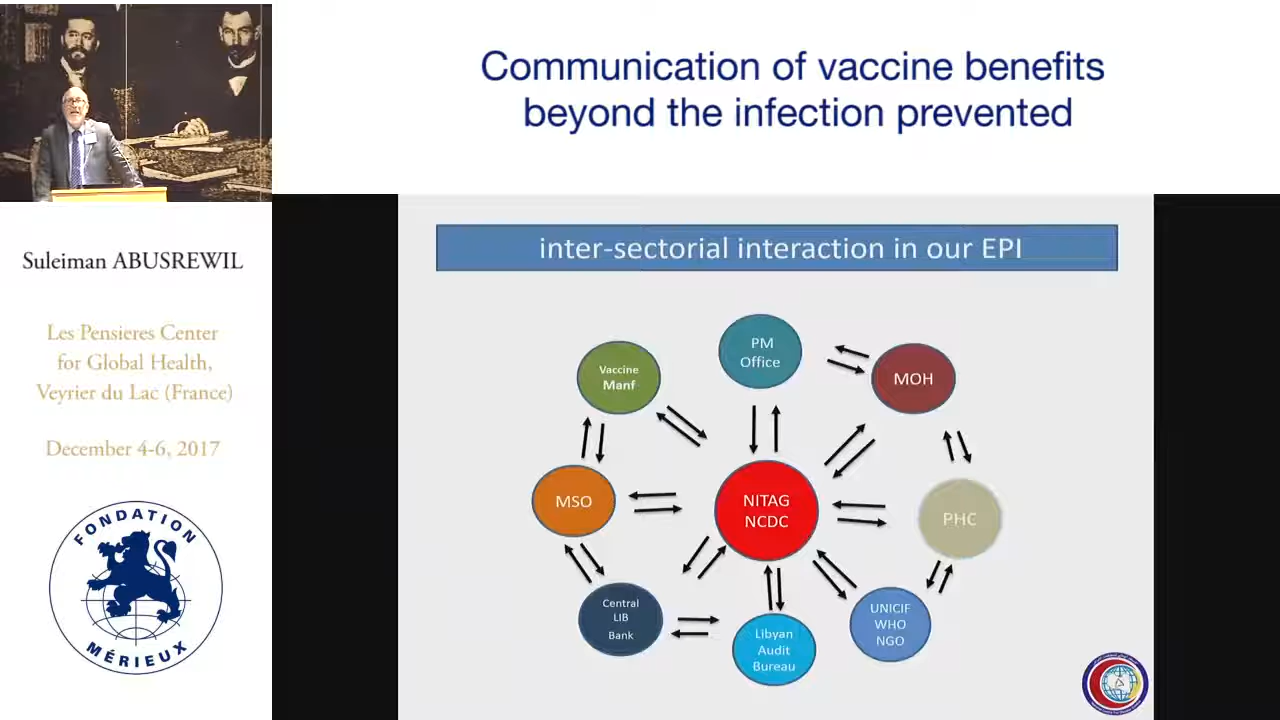 Communication of vaccine benefits
beyond the infection prevented
Suleiman ABUSREWIL
Les Pensieres Center
for Global Health,
Veyrier du Lac (France)
December 4-6, 2017
FONDATION
MÉRIEUX
inter-sectorial interaction in our EPI
PM
Office
Vaccine
Manf
MOH
MSO
NITAG
NCDC
PHC
Central
LIB
Bank
Libyan
Audit
Bureau
UNICIF
WHO
NGO